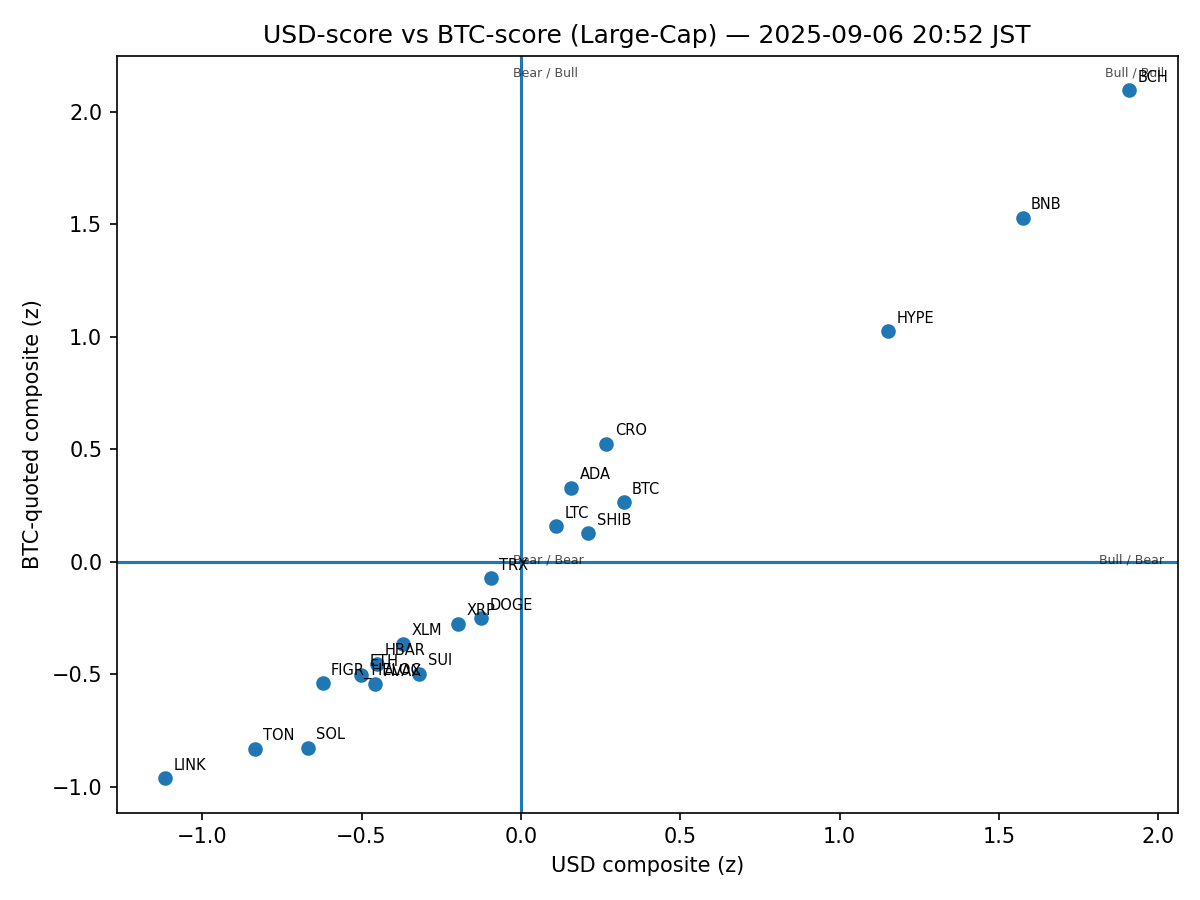 USD-score vs BTC-score (Large-Cap) — 2025-09-06 20:52 JST
Bear / Bull
Bull / Bull
BCH
2.0
BNB
1.5
HYPE
1.0
CRO
0.5
ADA
BTC
LTC
SHIB
0.0
TRX
Bear / Bear
Bull / Bear
DOGE
XRP
XLM
HBAR
ETH
SUI
FIGR_HELOC
AVAX
−0.5
TON
SOL
LINK
−1.0
BTC-quoted composite (z)
−1.0
−0.5
0.0
0.5
1.0
1.5
2.0
USD composite (z)